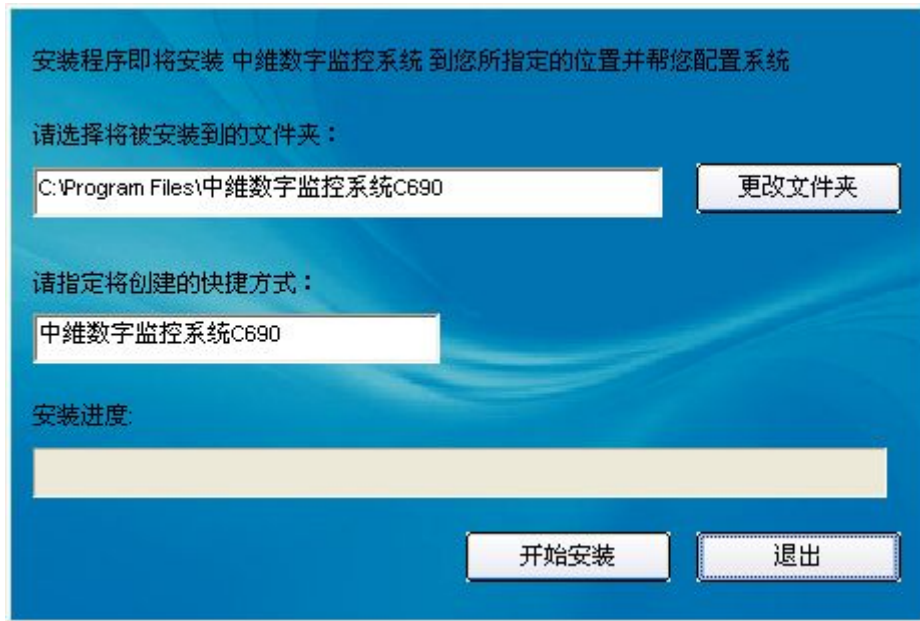 安装程序即将安装 中维数字监控系统 到您所指定的位置并帮您配置系统
请选择将被安装到的文件夹：
C:\Program Files\中维数字监控系统C690
更改文件夹
请指定将创建的快捷方式：
中维数字监控系统C690
安装进度:
开始安装
退出